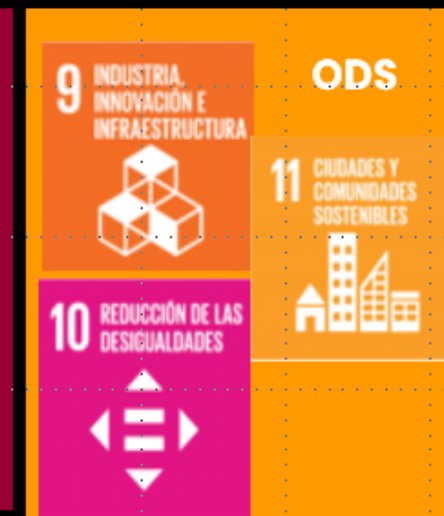 ODS
9 INDUSTRIA,
INNOVACIÓN E
INFRAESTRUCTURA
11 CIUDADES Y
COMUNIDADES
SOSTENIBLES
10 REDUCCIÓN DE LAS
DESIGUALDADES